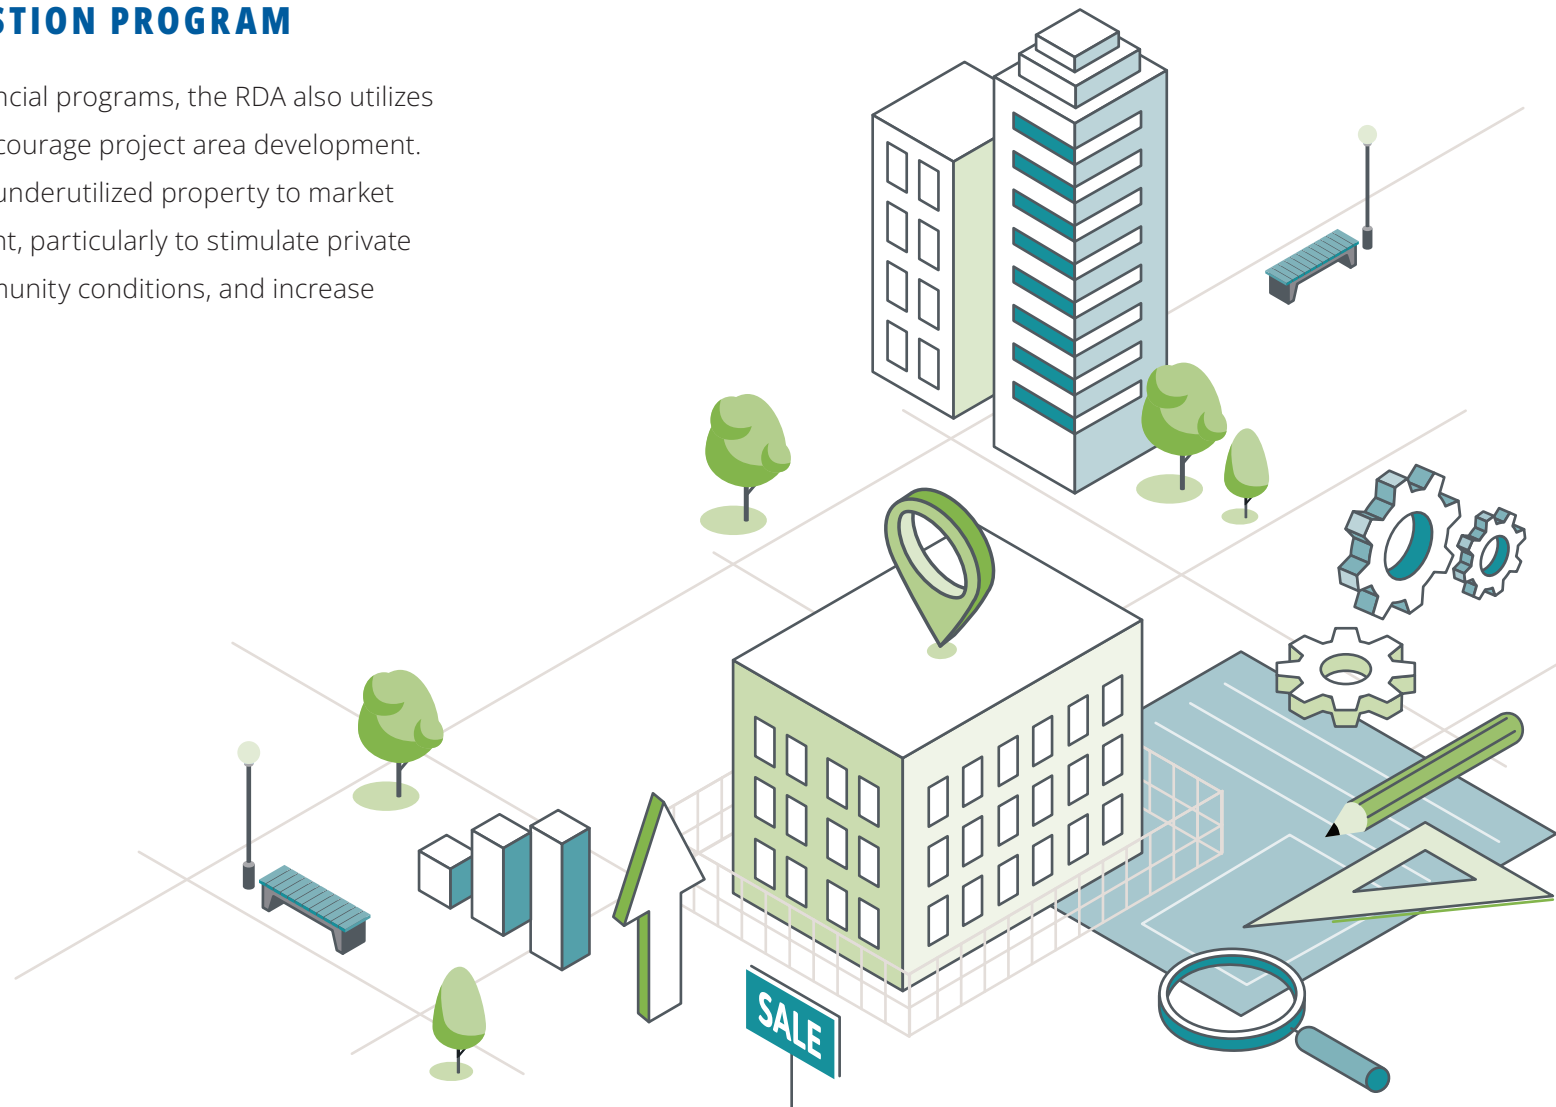 STION PROGRAM
ncial programs, the RDA also utilizes
courage project area development.
underutilized property to market
nt, particularly to stimulate private
munity conditions, and increase
SALE